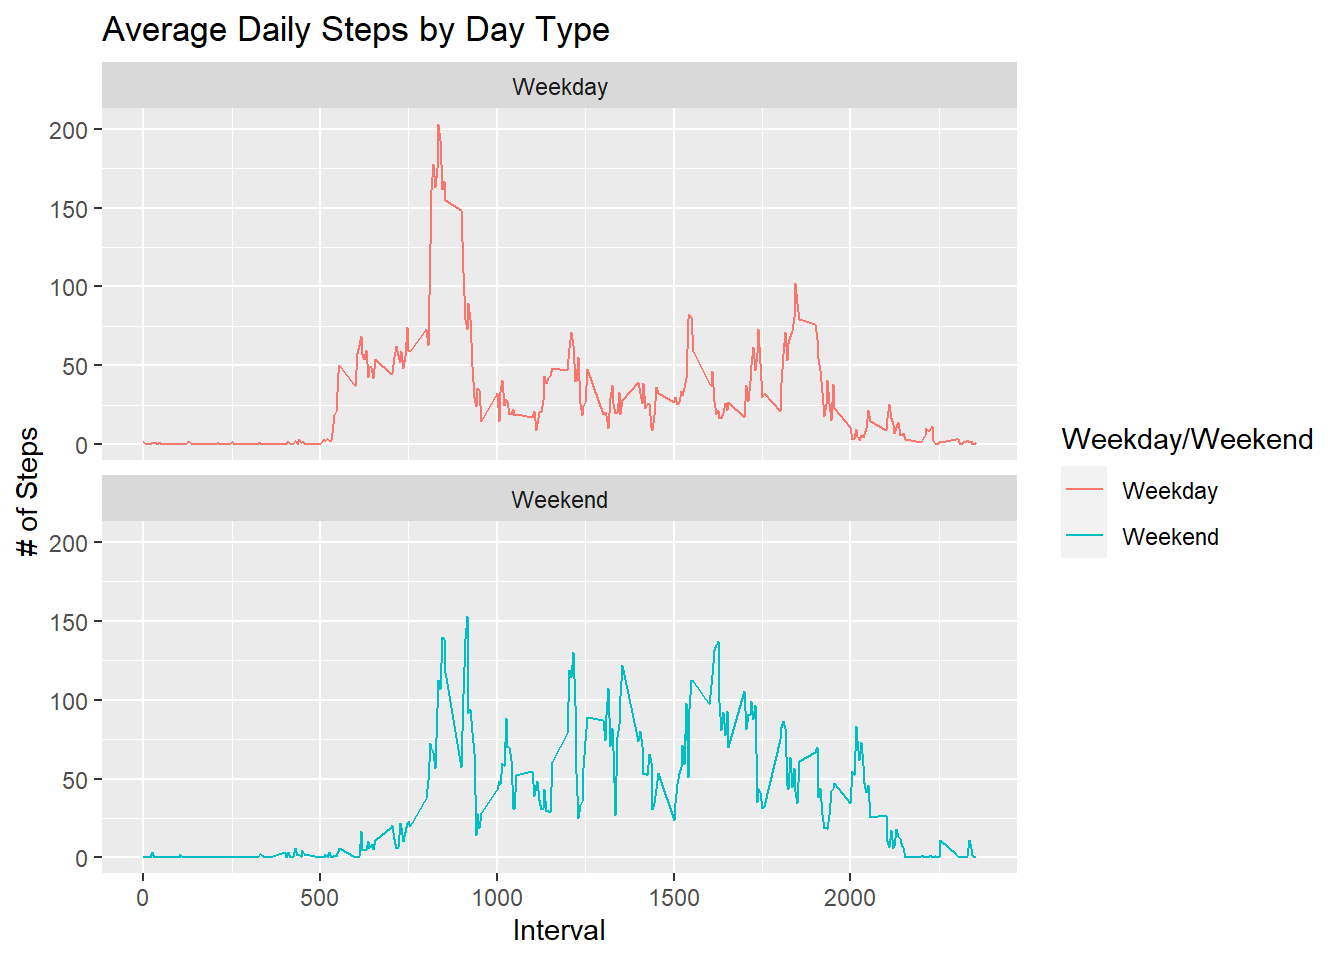 Average Daily Steps by Day Type
Weekday
200
150
100
50
0
# of Steps
Weekend
200
150
100
50
0
0 500 1000 1500 2000
Interval
Weekday/Weekend
Weekday
Weekend